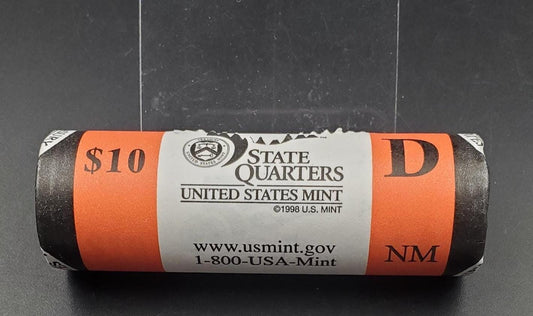 $10
STATE
QUARTERS
UNITED STATES MINT
©1998 U.S. MINT
www.usmint.gov
1-800-USA-Mint
D
NM